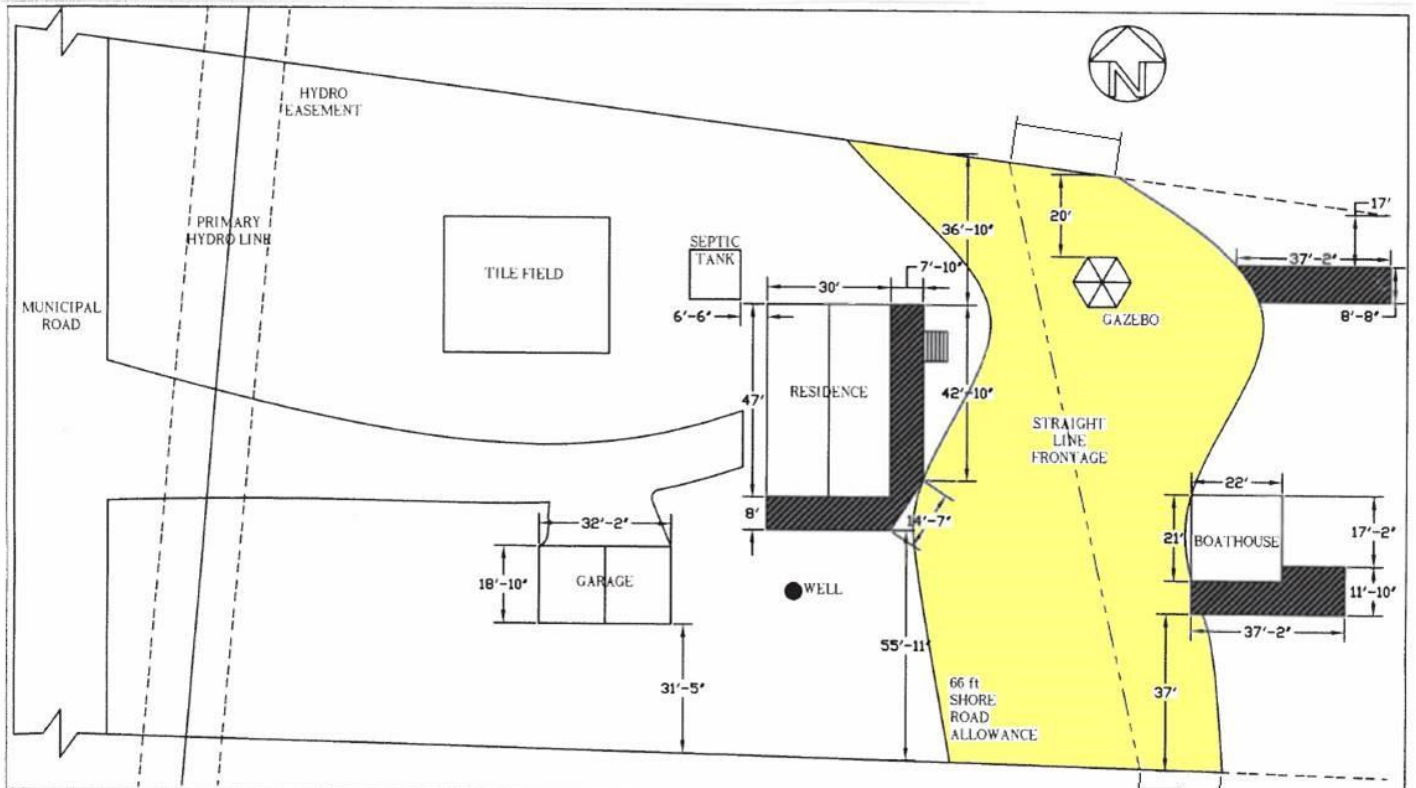 HYDRO
EASEMENT
PRIMARY
HYDRO LINE
MUNICIPAL
ROAD
TILE FIELD
SEPTIC
TANK
6'-6"
30'
7'-10"
36'-10"
20'
17'
37'-2"
8'-8"
GAZEBO
N
47'
RESIDENCE
42'-10"
8'
14'-7"
STRAIGHT
LINE
FRONTAGE
22'
21'
BOATHOUSE
17'-2"
11'-10"
37'-2"
37'
32'-2"
18'-10"
GARAGE
WELL
31'-5"
55'-11"
66 ft
SHORE
ROAD
ALLOWANCE